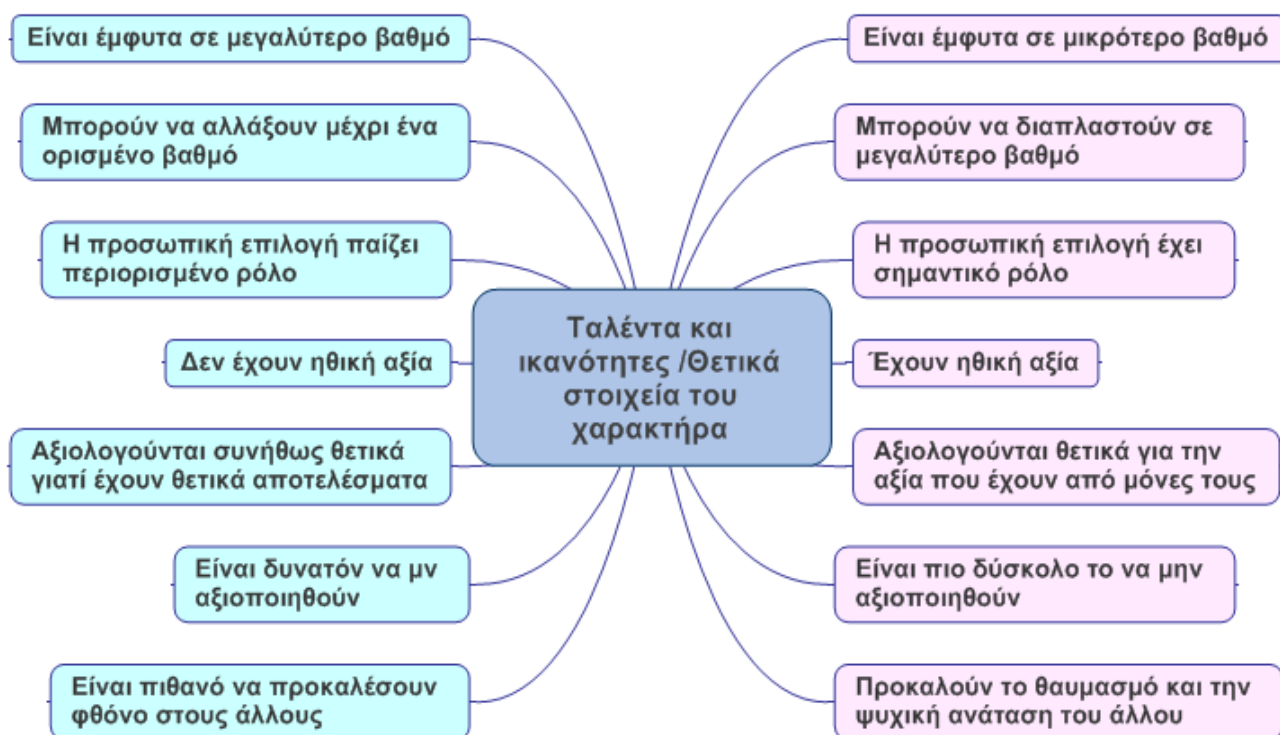 Είναι έμφυτα σε μεγαλύτερο βαθμό
Μπορούν να αλλάξουν μέχρι ένα
ορισμένο βαθμό
Η προσωπική επιλογή παίζει
περιορισμένο ρόλο
Δεν έχουν ηθική αξία
Αξιολογούνται συνήθως θετικά
γιατί έχουν θετικά αποτελέσματα
Είναι δυνατόν να μν
αξιοποιηθούν
Είναι πιθανό να προκαλέσουν
φθόνο στους άλλους
Ταλέντα και
ικανότητες /Θετικά
στοιχεία του
χαρακτήρα
Είναι έμφυτα σε μικρότερο βαθμό
Μπορούν να διαπλαστούν σε
μεγαλύτερο βαθμό
Η προσωπική επιλογή έχει
σημαντικό ρόλο
Έχουν ηθική αξία
Αξιολογούνται θετικά για την
αξία που έχουν από μόνες τους
Είναι πιο δύσκολο το να μην
αξιοποιηθούν
Προκαλούν το θαυμασμό και την
ψυχική ανάταση του άλλου